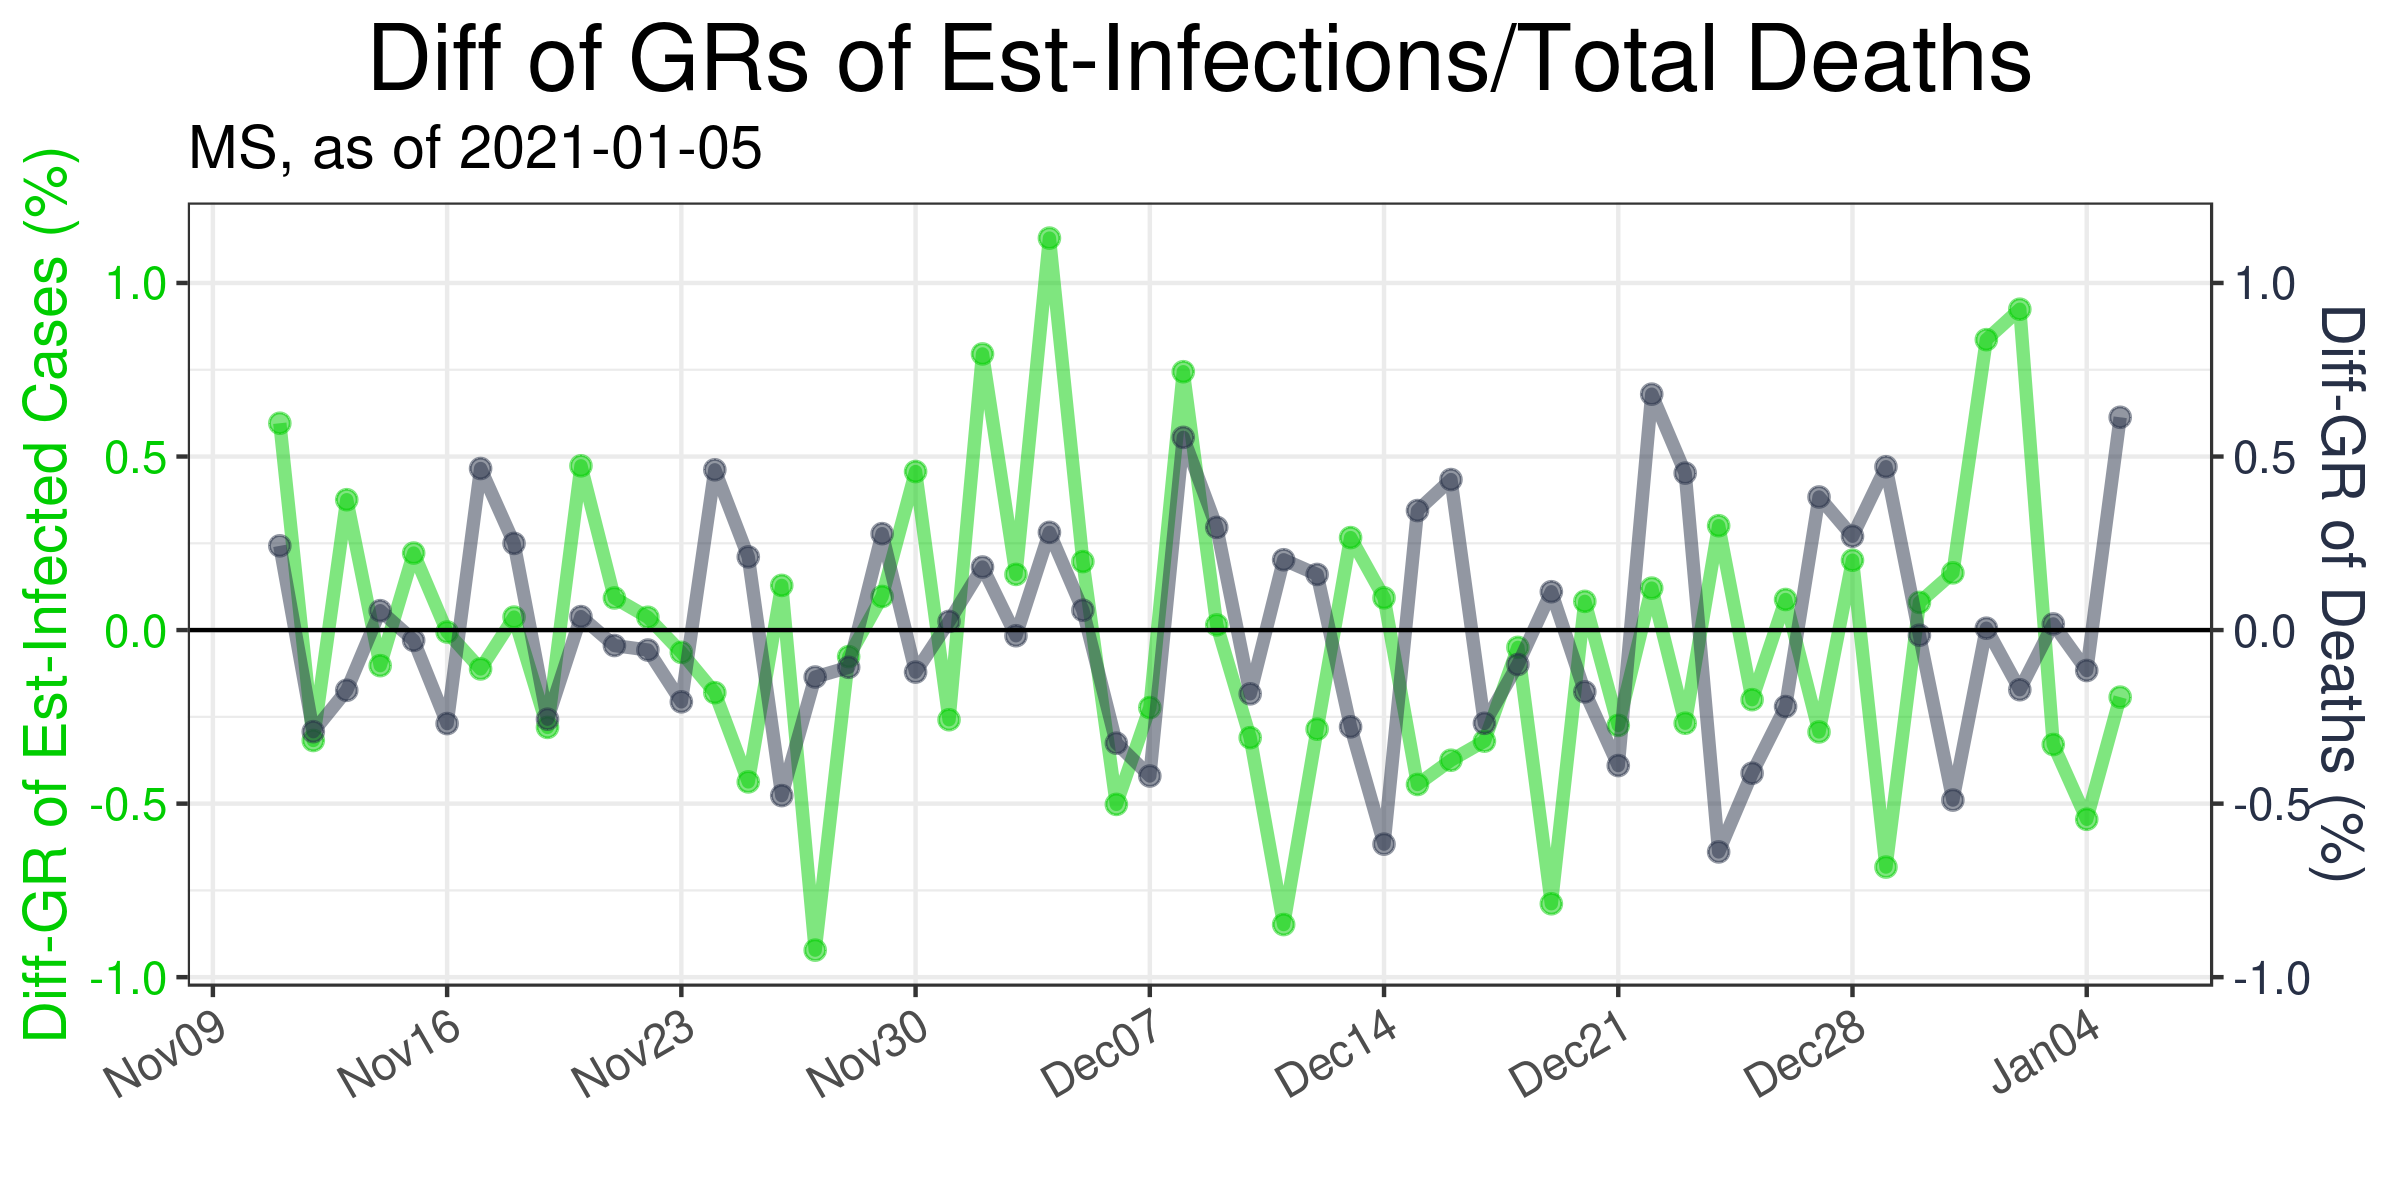 Diff of GRs of Est-Infections/Total Deaths
MS, as of 2021-01-05
Diff-GR of Est-Infected Cases (%)
1.0
0.5
0.0
-0.5
-1.0
1.0
0.5
0.0
-0.5
-1.0
Diff-GR of Deaths (%)
Nov09
Nov16
Nov23
Nov30
Dec07
Dec14
Dec21
Dec28
Jan04